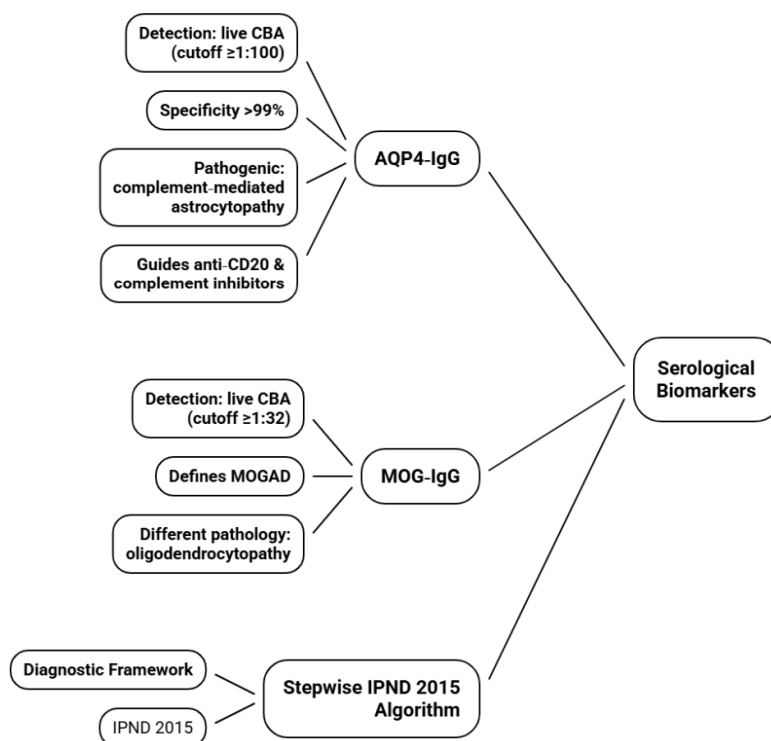 Detection: live CBA
(cutoff ≥1:100)
Specificity >99%
Pathogenic:
complement-mediated
astrocytopathy
Guides anti-CD20 &
complement inhibitors
AQP4-IgG
Serological
Biomarkers
Detection: live CBA
(cutoff ≥1:32)
Defines MOGAD
Different pathology:
oligodendrocytopathy
MOG-IgG
Diagnostic Framework
IPND 2015
Stepwise IPND 2015
Algorithm